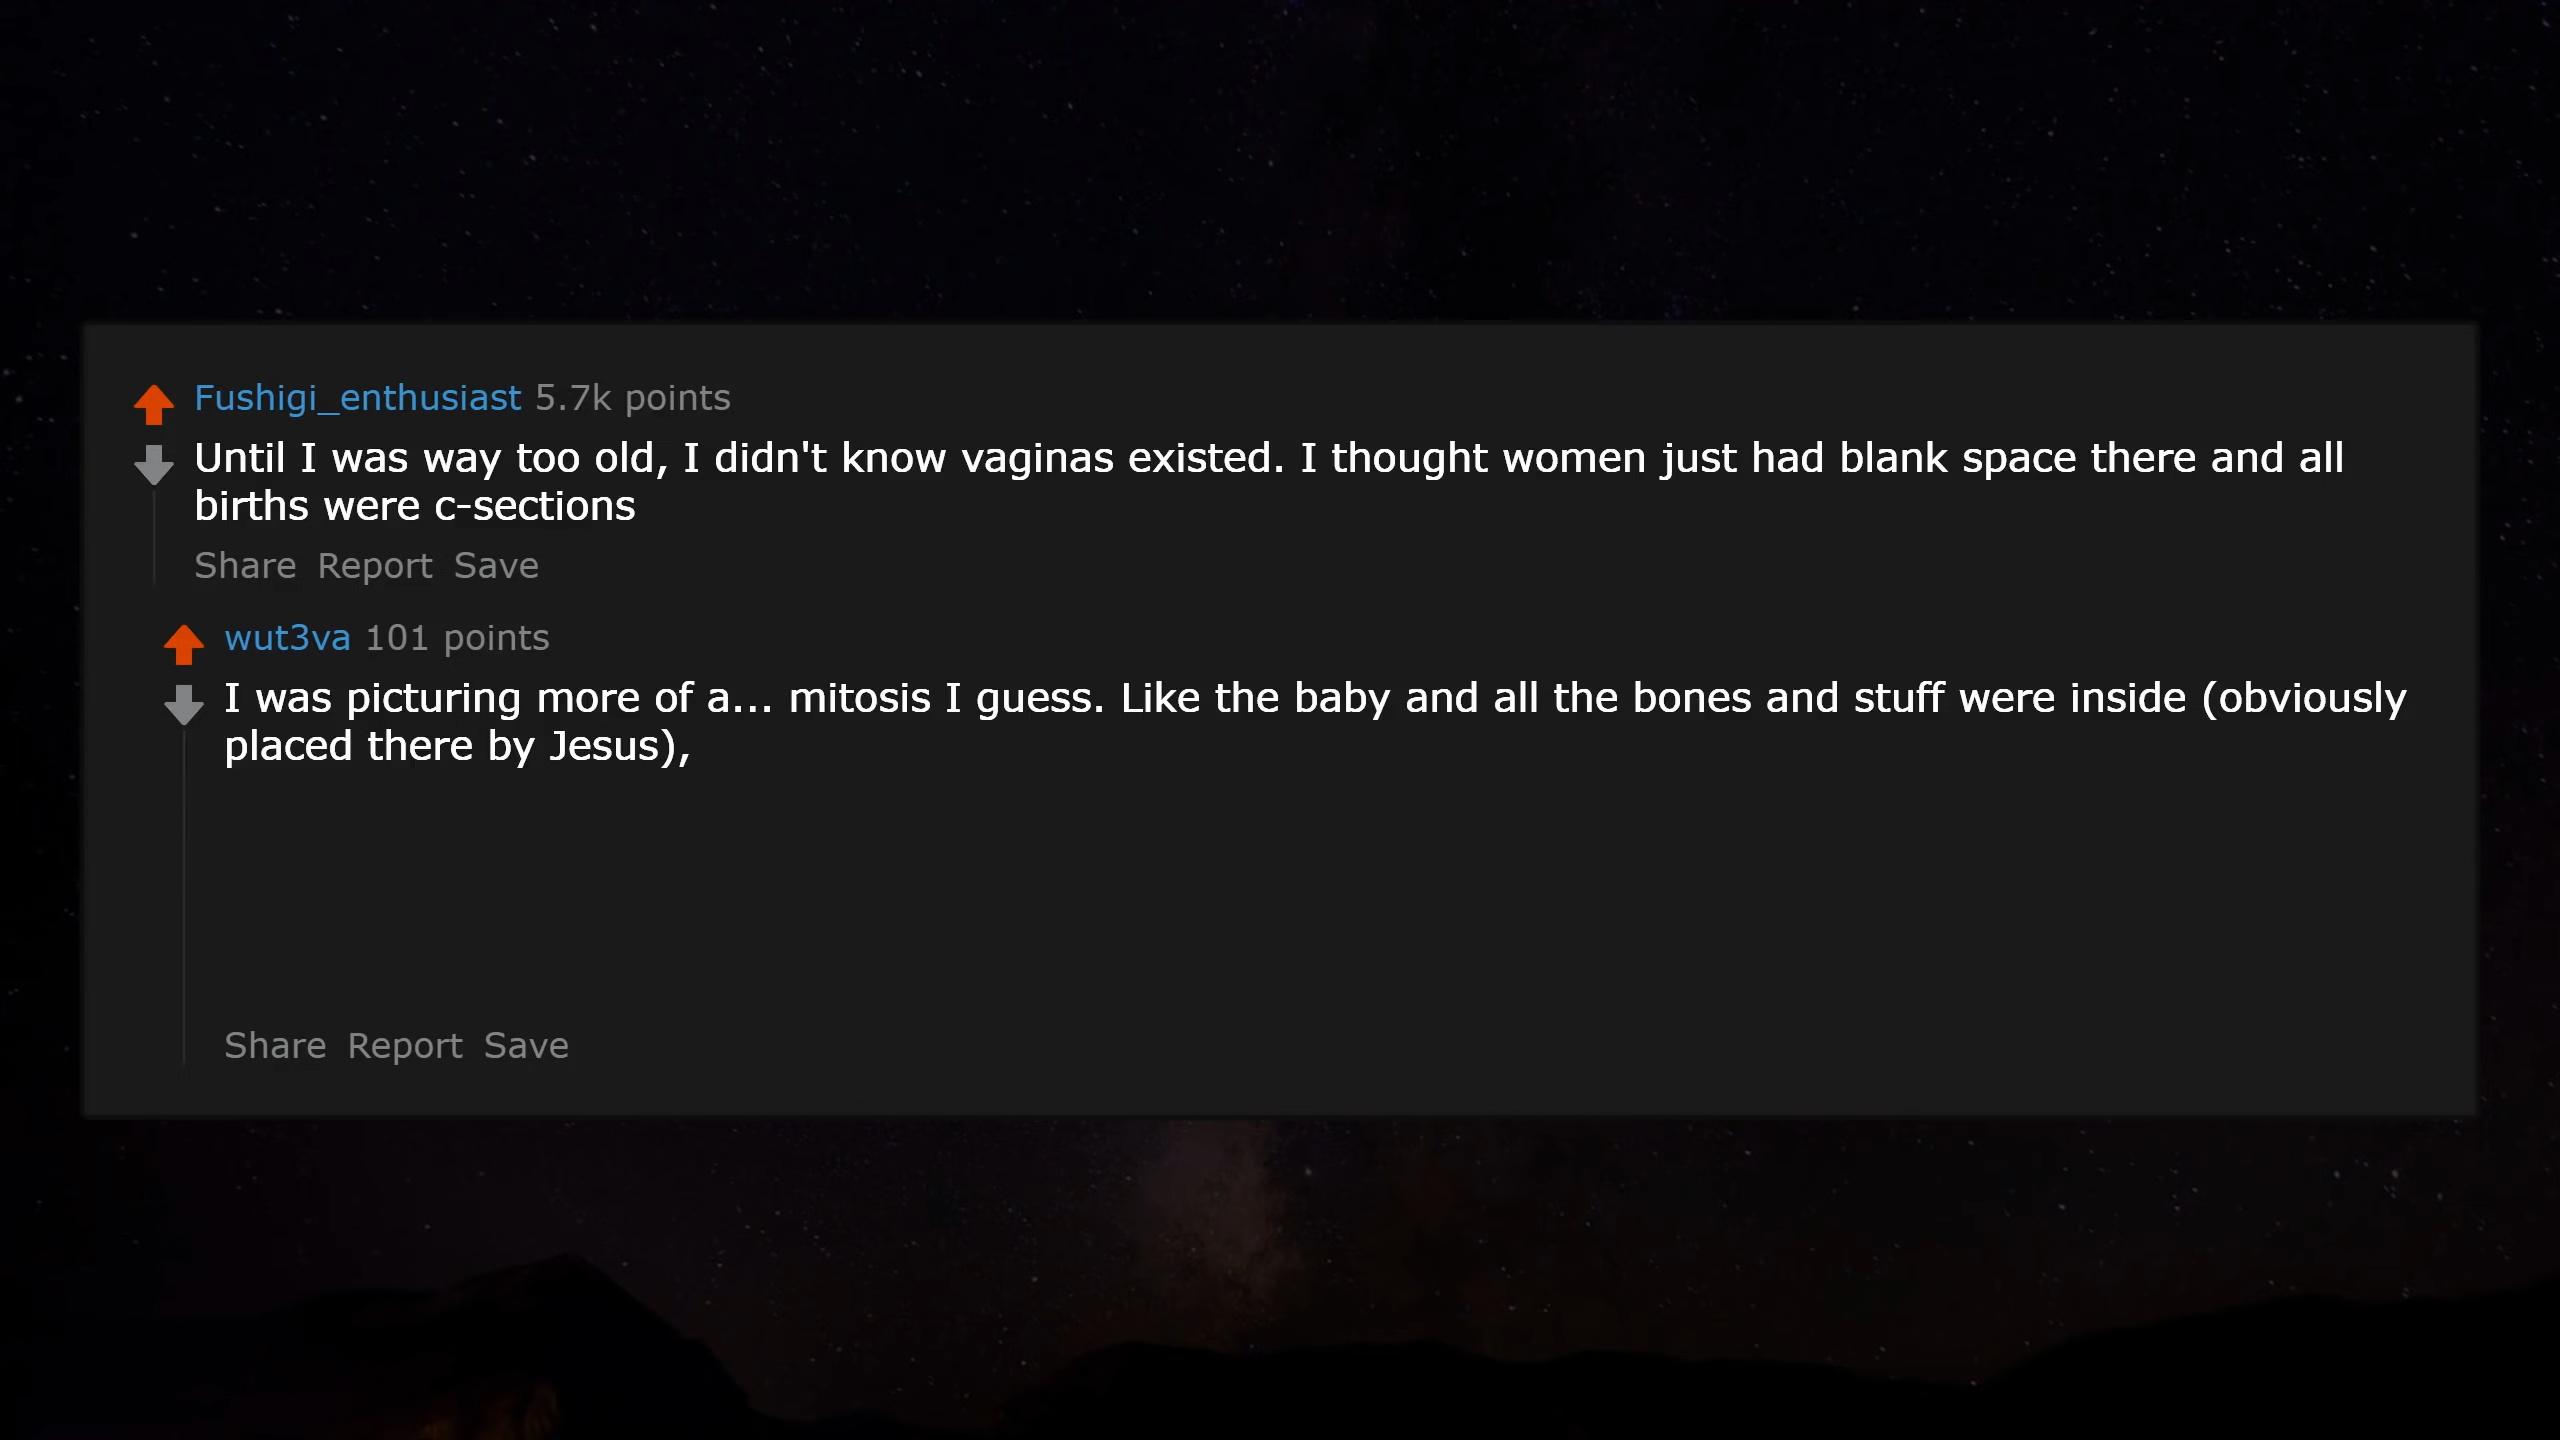 Fushigi_enthusiast 5.7k points
Until I was way too old, I didn't know vaginas existed. I thought women just had blank space there and all
births were c-sections
Share Report Save
wut3va 101 points
I was picturing more of a... mitosis I guess. Like the baby and all the bones and stuff were inside (obviously
placed there by Jesus),
Share Report Save